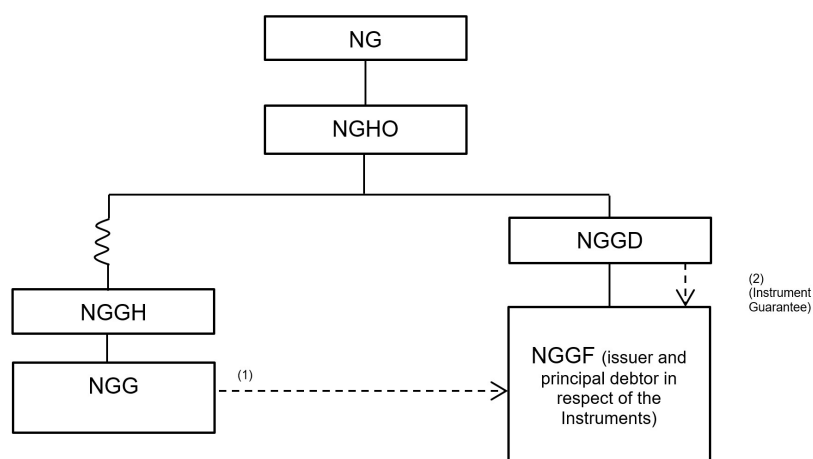 NG
NGHO
NGGD
(2)
(Instrument
Guarantee)
NGGH
NGG
(1)
NGGF (issuer and
principal debtor in
respect of the
Instruments)